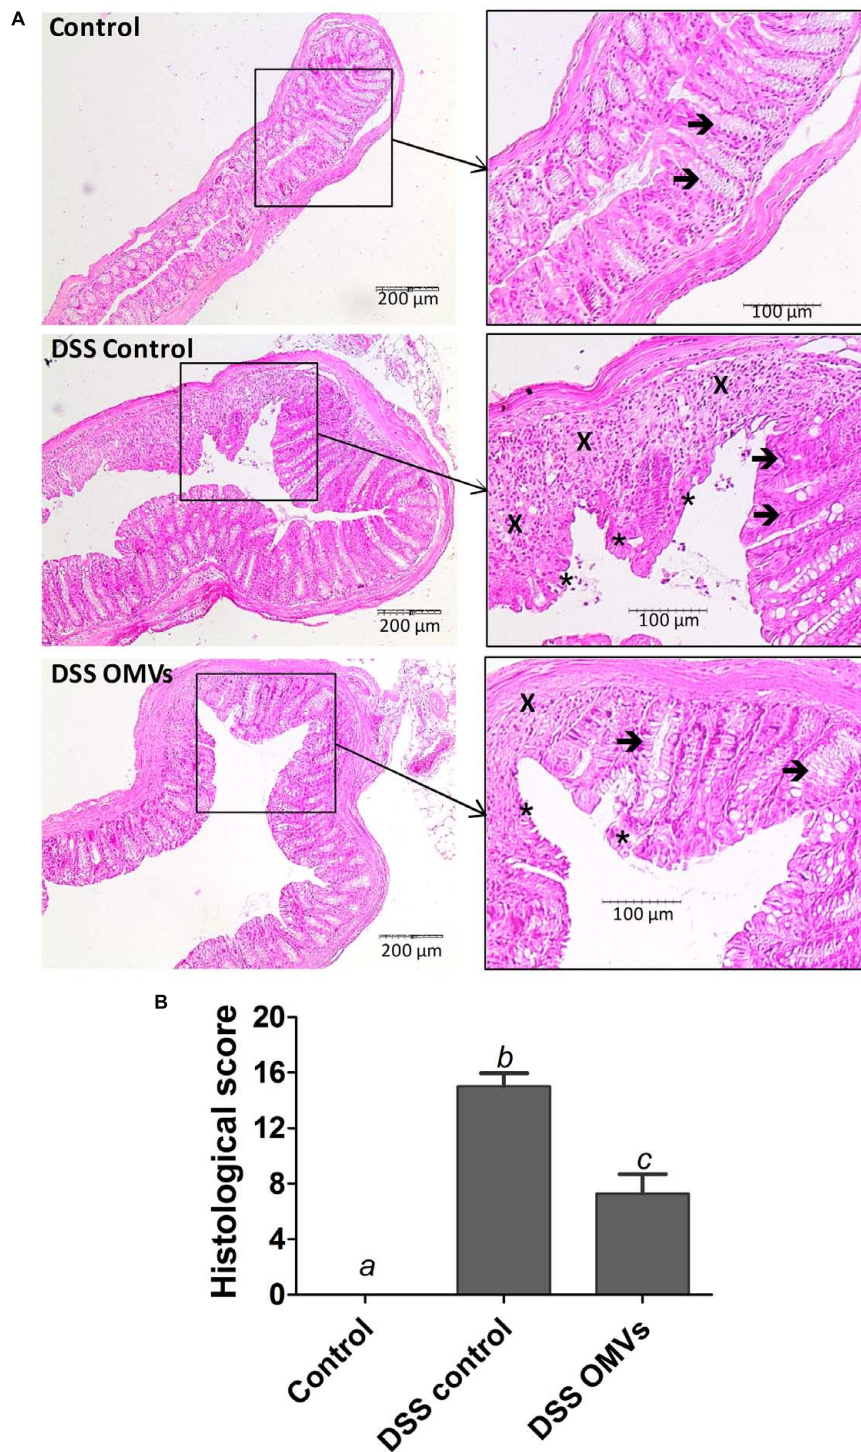 A
Control
200 µm
100 µm
DSS Control
X
X
X
*
*
*
200 µm
100 µm
DSS OMVs
X
*
*
200 µm
100 µm
B
Histological score
20
16
12
8
4
0
a
b
c
Control
DSS control
DSS OMVs